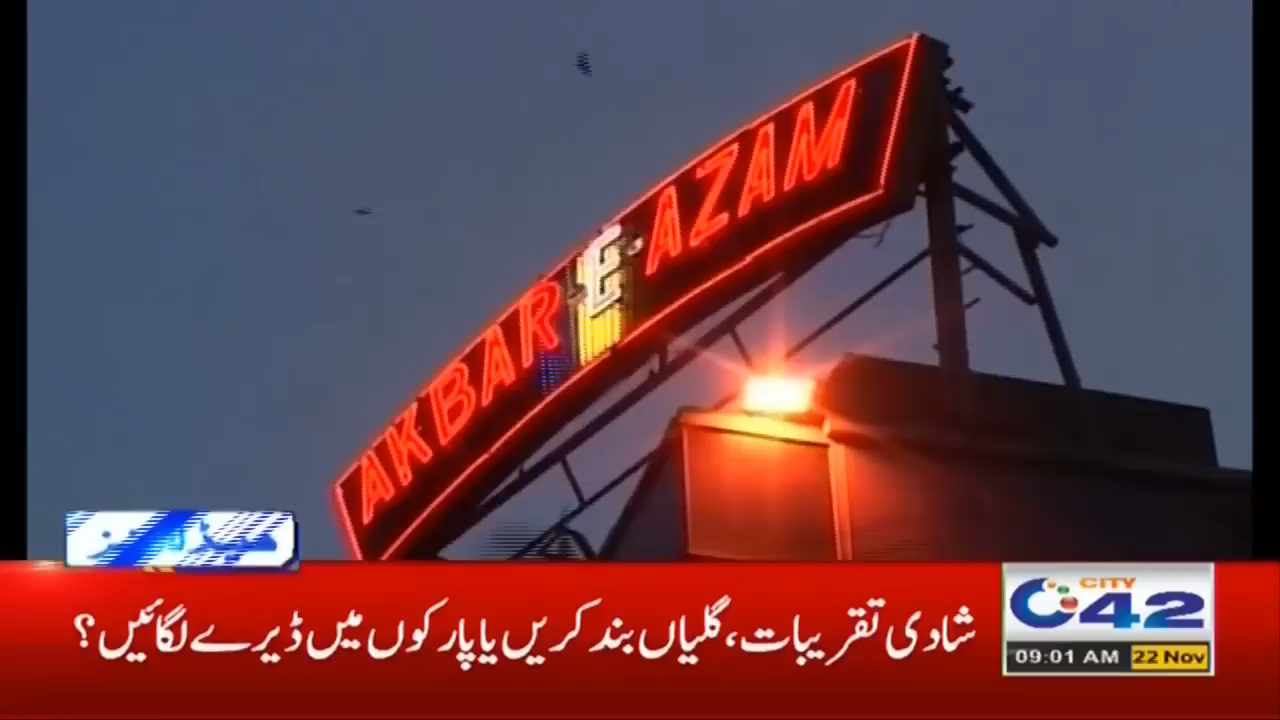 AKBAR-E-AZAM
شادی تقریبات، گلیاں بند کریں یا پارکوں میں ڈیرے لگائیں؟
CITY
42
09:01 AM 22 Nov